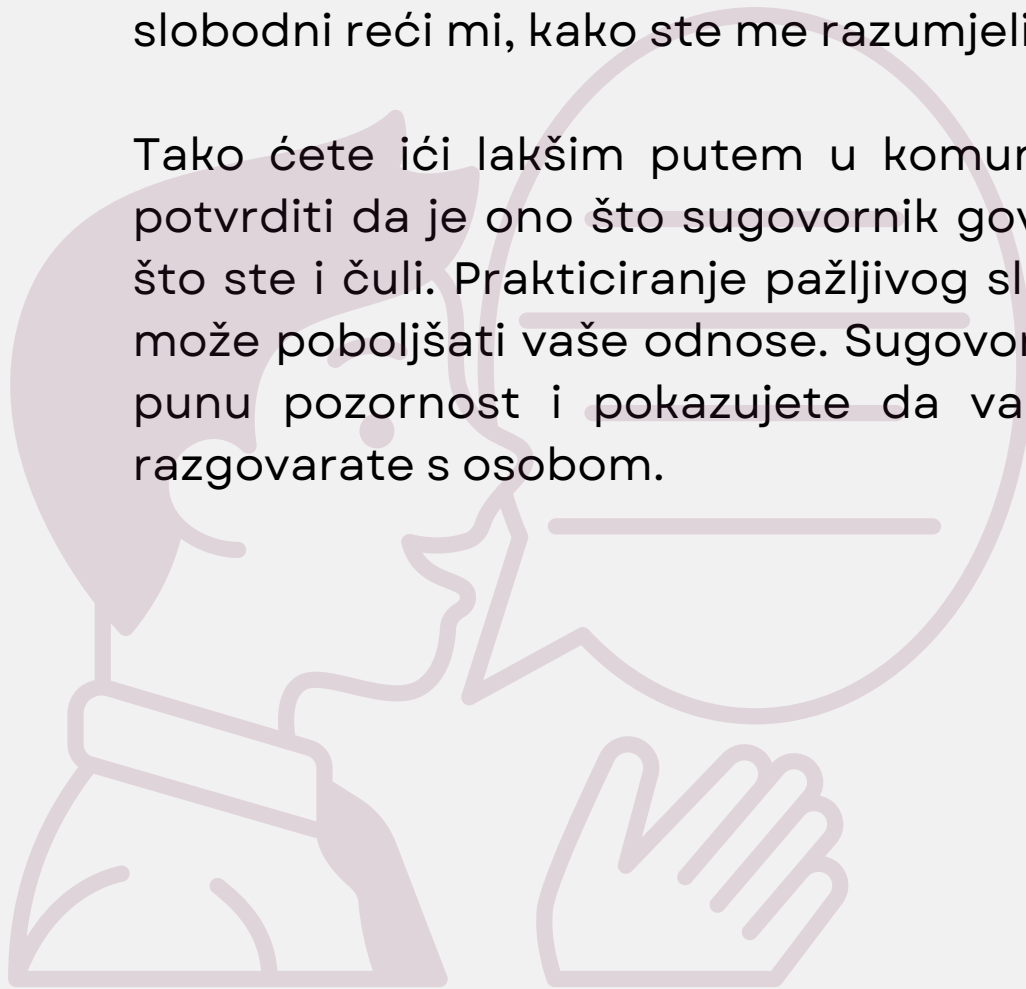 slobodni reći mi, kako ste me razumjeli
Tako ćete ići lakšim putem u komun
potvrditi da je ono što sugovornik gov
što ste i čuli. Prakticiranje pažljivog sl
može poboljšati vaše odnose. Sugovor
punu pozornost i pokazujete da va
razgovarate s osobom.